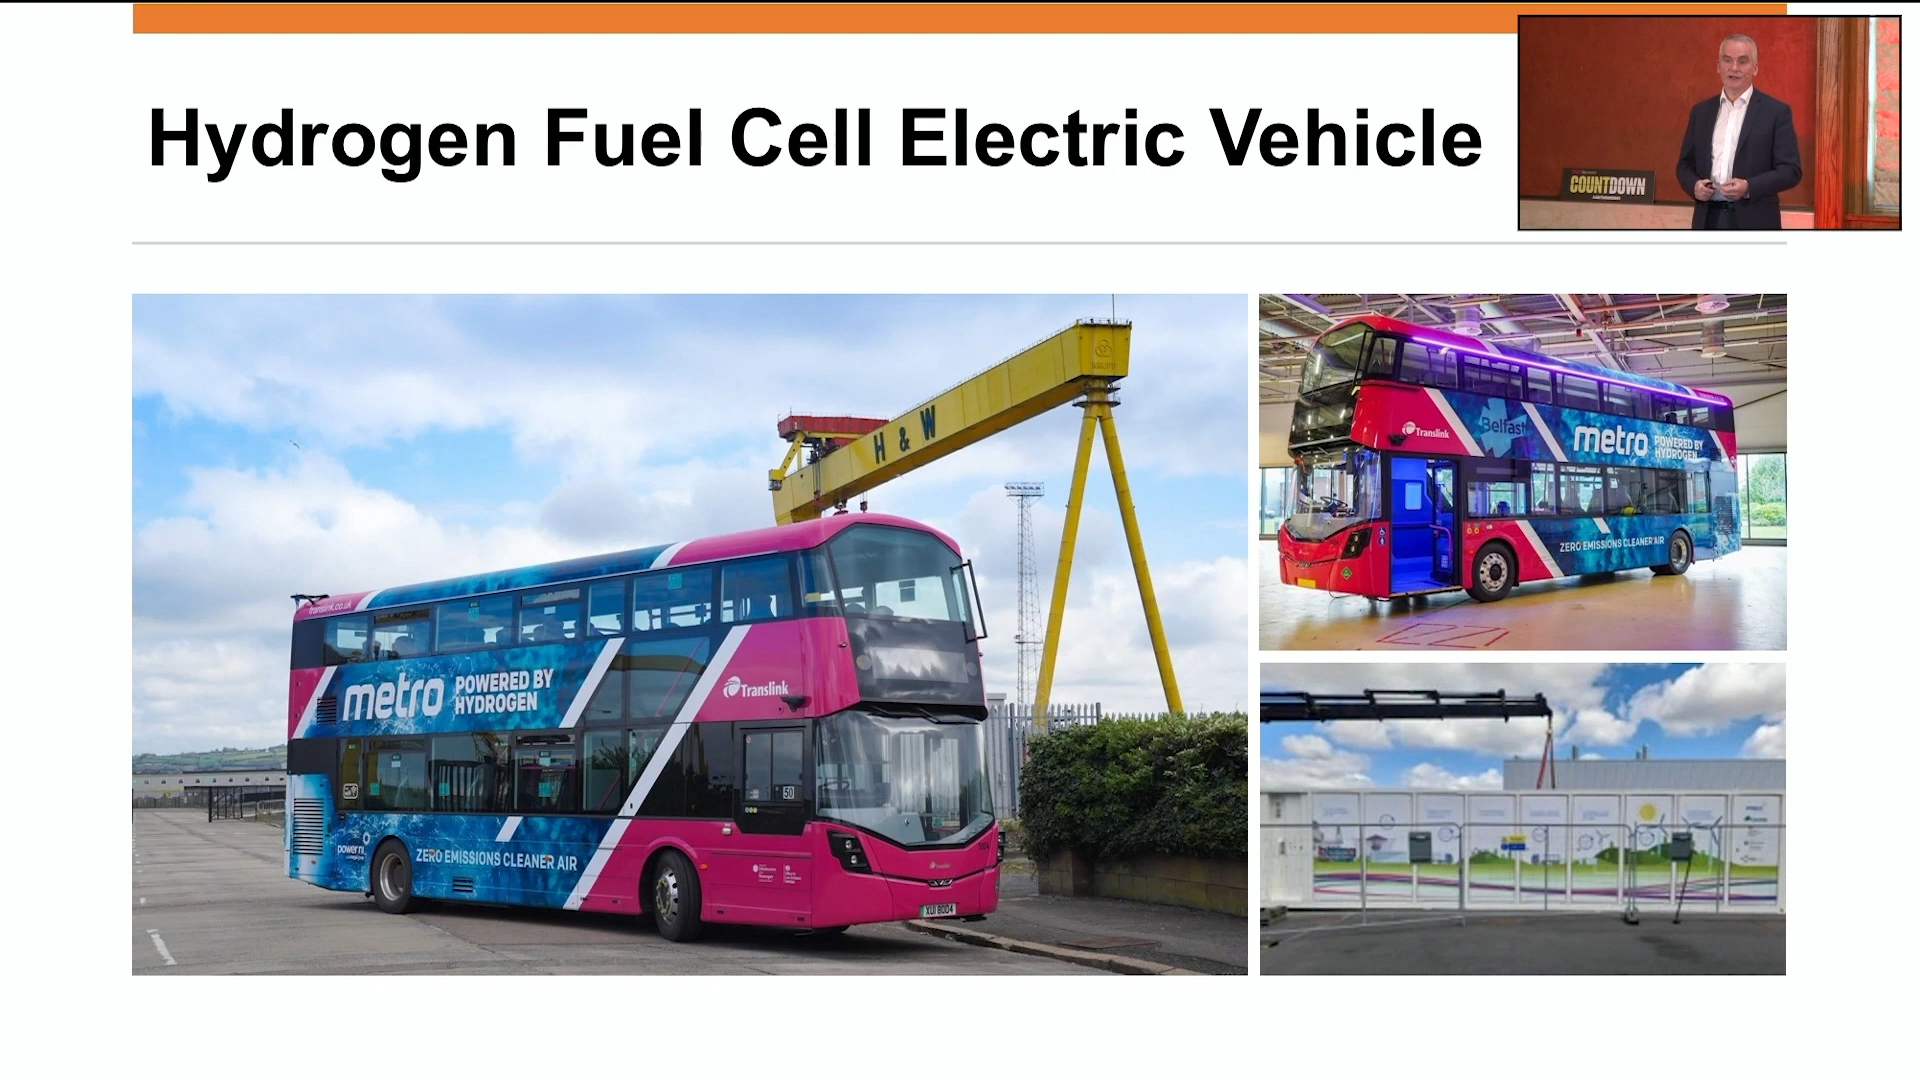 Hydrogen Fuel Cell Electric Vehicle
COUNTDOWN
H & W
translink.co.uk
metro
POWERED BY
HYDROGEN
Translink
50
ZERO EMISSIONS CLEANER AIR
XUI 8004
Translink
Belfast
metro
POWERED BY
HYDROGEN
ZERO EMISSIONS CLEANER AIR